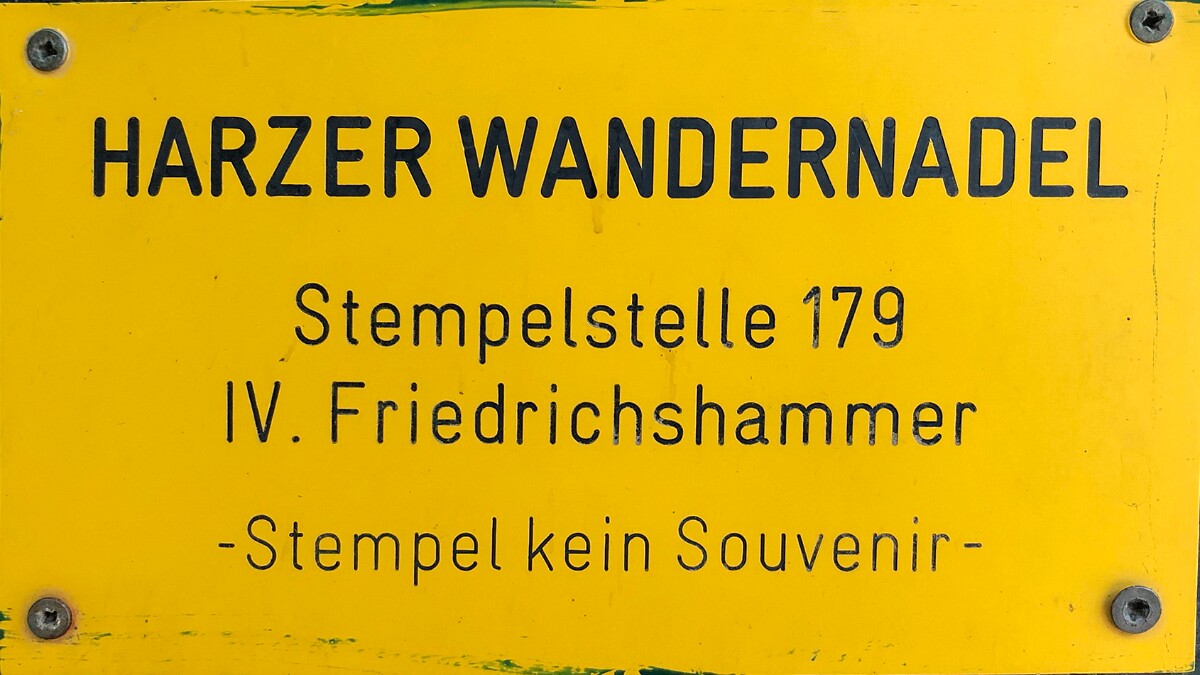 HARZER WANDERNADEL
Stempelstelle 179
IV. Friedrichshammer
-Stempel kein Souvenir-